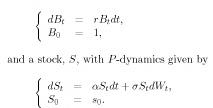 dB_t = rB_t dt,
B_0 = 1,
and a stock, S, with P-dynamics given by
dS_t = αS_t dt + σS_t dW_t,
S_0 = s_0.